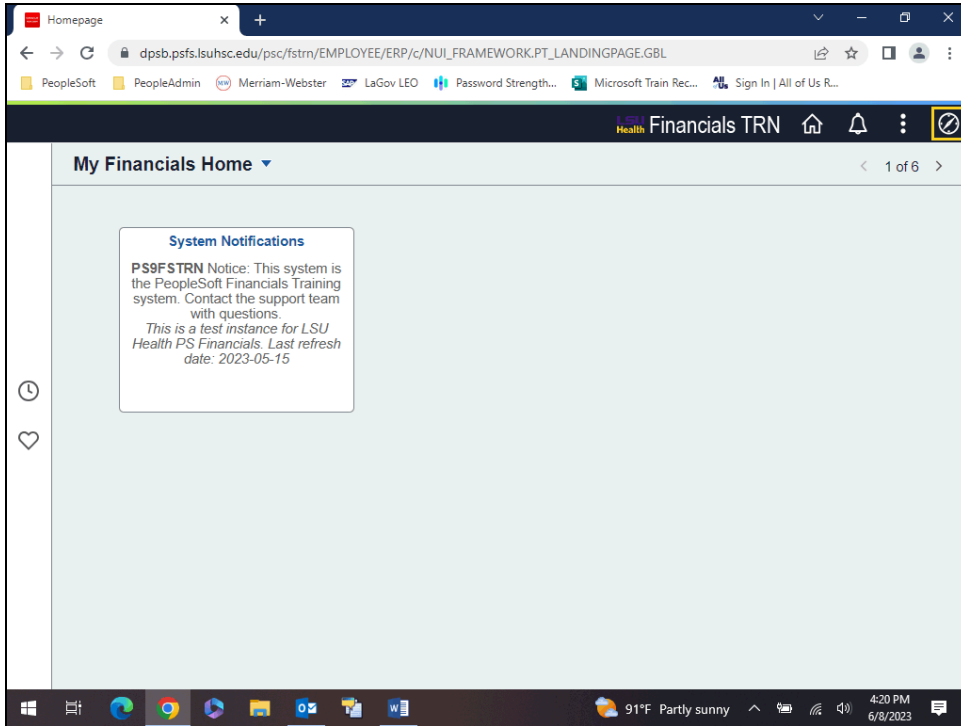 Homepage
dpsb.psfs.lsuhsc.edu/psc/fstrn/EMPLOYEE/ERP/c/NUI_FRAMEWORK.PT_LANDINGPAGE.GBL
PeopleSoft PeopleAdmin Merriam-Webster LaGov LEO Password Strength... Microsoft Train Rec... Sign In | All of Us R...
LSU Health Financials TRN
My Financials Home
1 of 6
System Notifications
PS9FSTRN Notice: This system is
the PeopleSoft Financials Training
system. Contact the support team
with questions.
This is a test instance for LSU
Health PS Financials. Last refresh
date: 2023-05-15
91°F Partly sunny
4:20 PM
6/8/2023